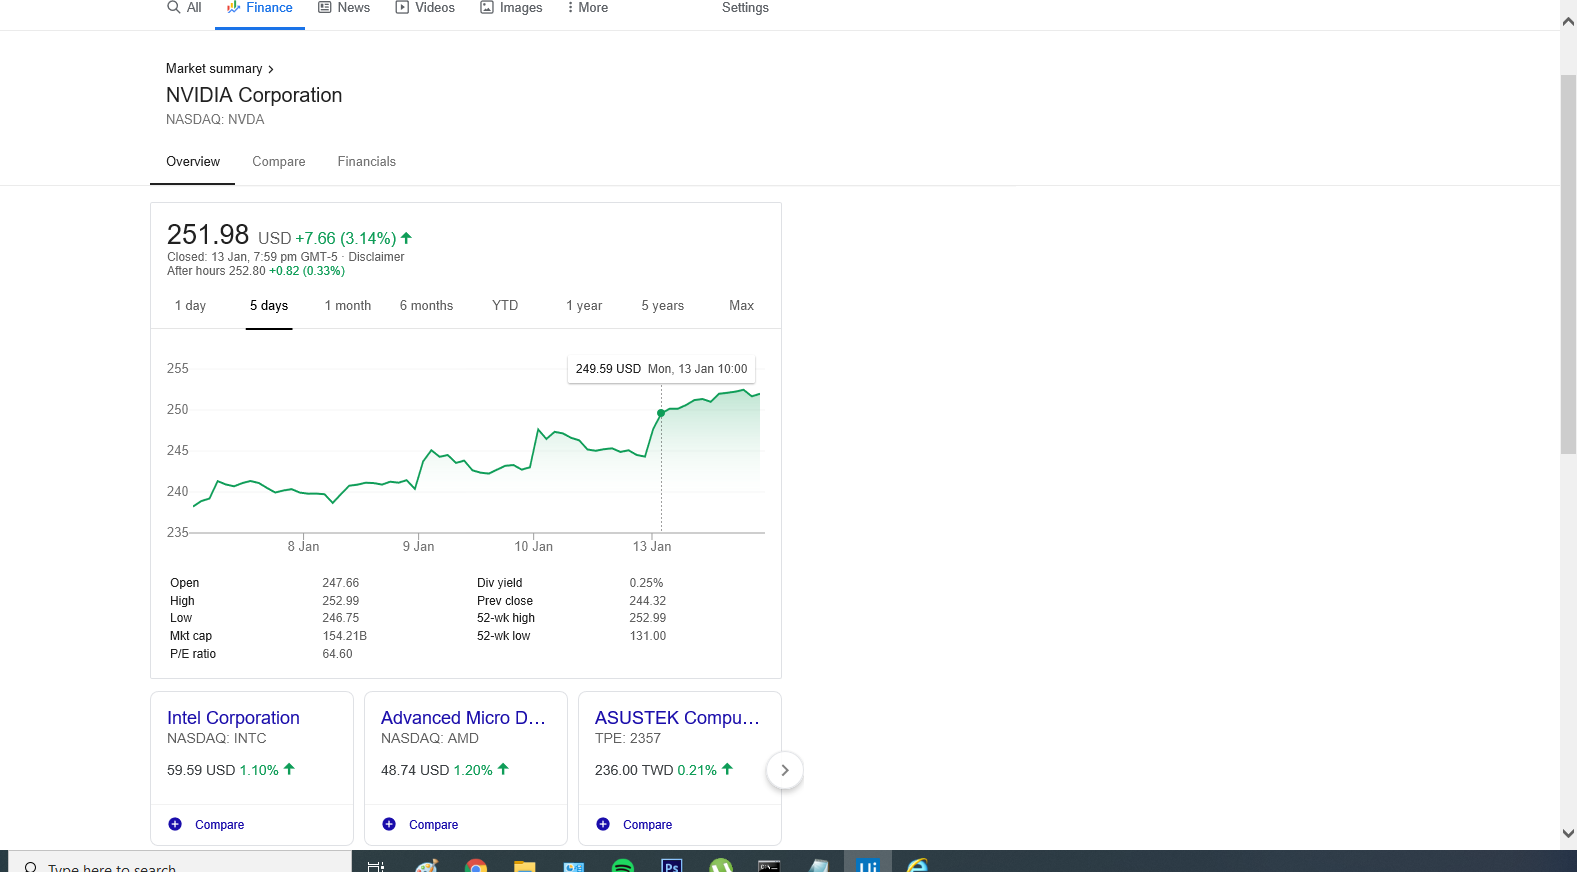 All Finance News Videos Images More Settings
Market summary
NVIDIA Corporation
NASDAQ: NVDA
Overview Compare Financials
251.98 USD +7.66 (3.14%)
Closed: 13 Jan, 7:59 pm GMT-5 · Disclaimer
After hours 252.80 +0.82 (0.33%)
1 day 5 days 1 month 6 months YTD 1 year 5 years Max
249.59 USD Mon, 13 Jan 10:00
255
250
245
240
235
8 Jan 9 Jan 10 Jan 13 Jan
Open 247.66 Div yield 0.25%
High 252.99 Prev close 244.32
Low 246.75 52-wk high 252.99
Mkt cap 154.21B 52-wk low 131.00
P/E ratio 64.60
Intel Corporation Advanced Micro D... ASUSTEK Compu...
NASDAQ: INTC NASDAQ: AMD TPE: 2357
59.59 USD 1.10% 48.74 USD 1.20% 236.00 TWD 0.21%
Compare Compare Compare
Type here to search Ps Ui